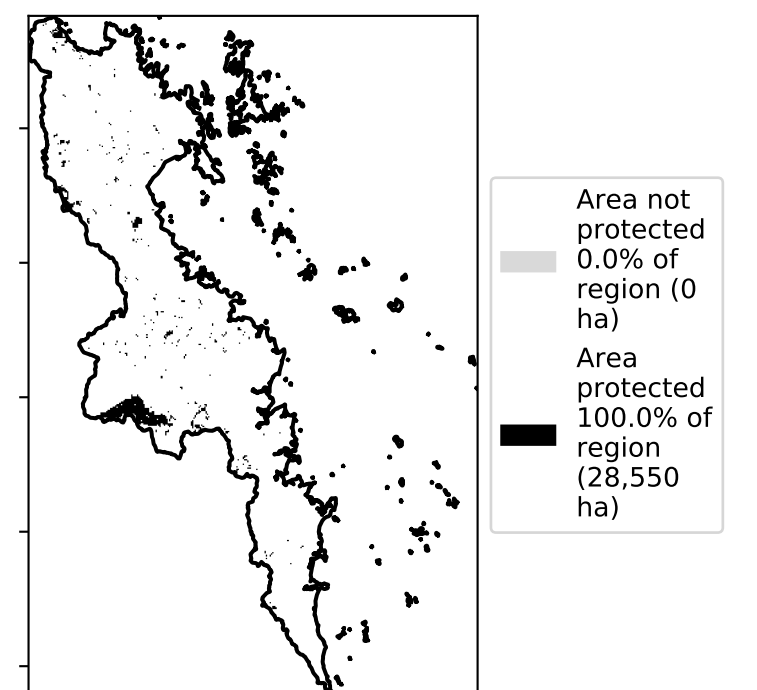 Area not
protected
0.0% of
region (0
ha)
Area
protected
100.0% of
region
(28,550
ha)